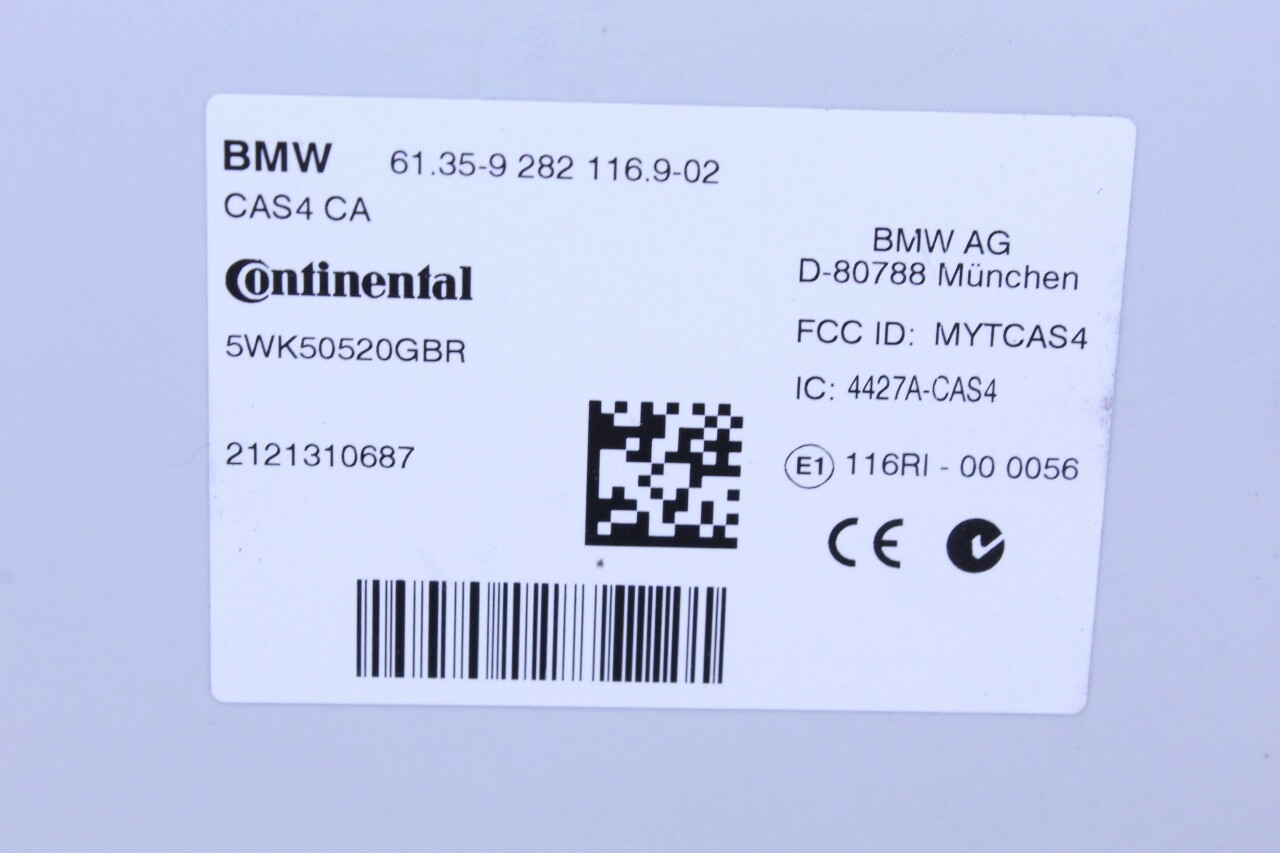 BMW 61.35-9 282 116.9-02
CAS4 CA
Continental
5WK50520GBR
2121310687
BMW AG
D-80788 München
FCC ID: MYTCAS4
IC: 4427A-CAS4
E1 116RI - 00 0056
CE